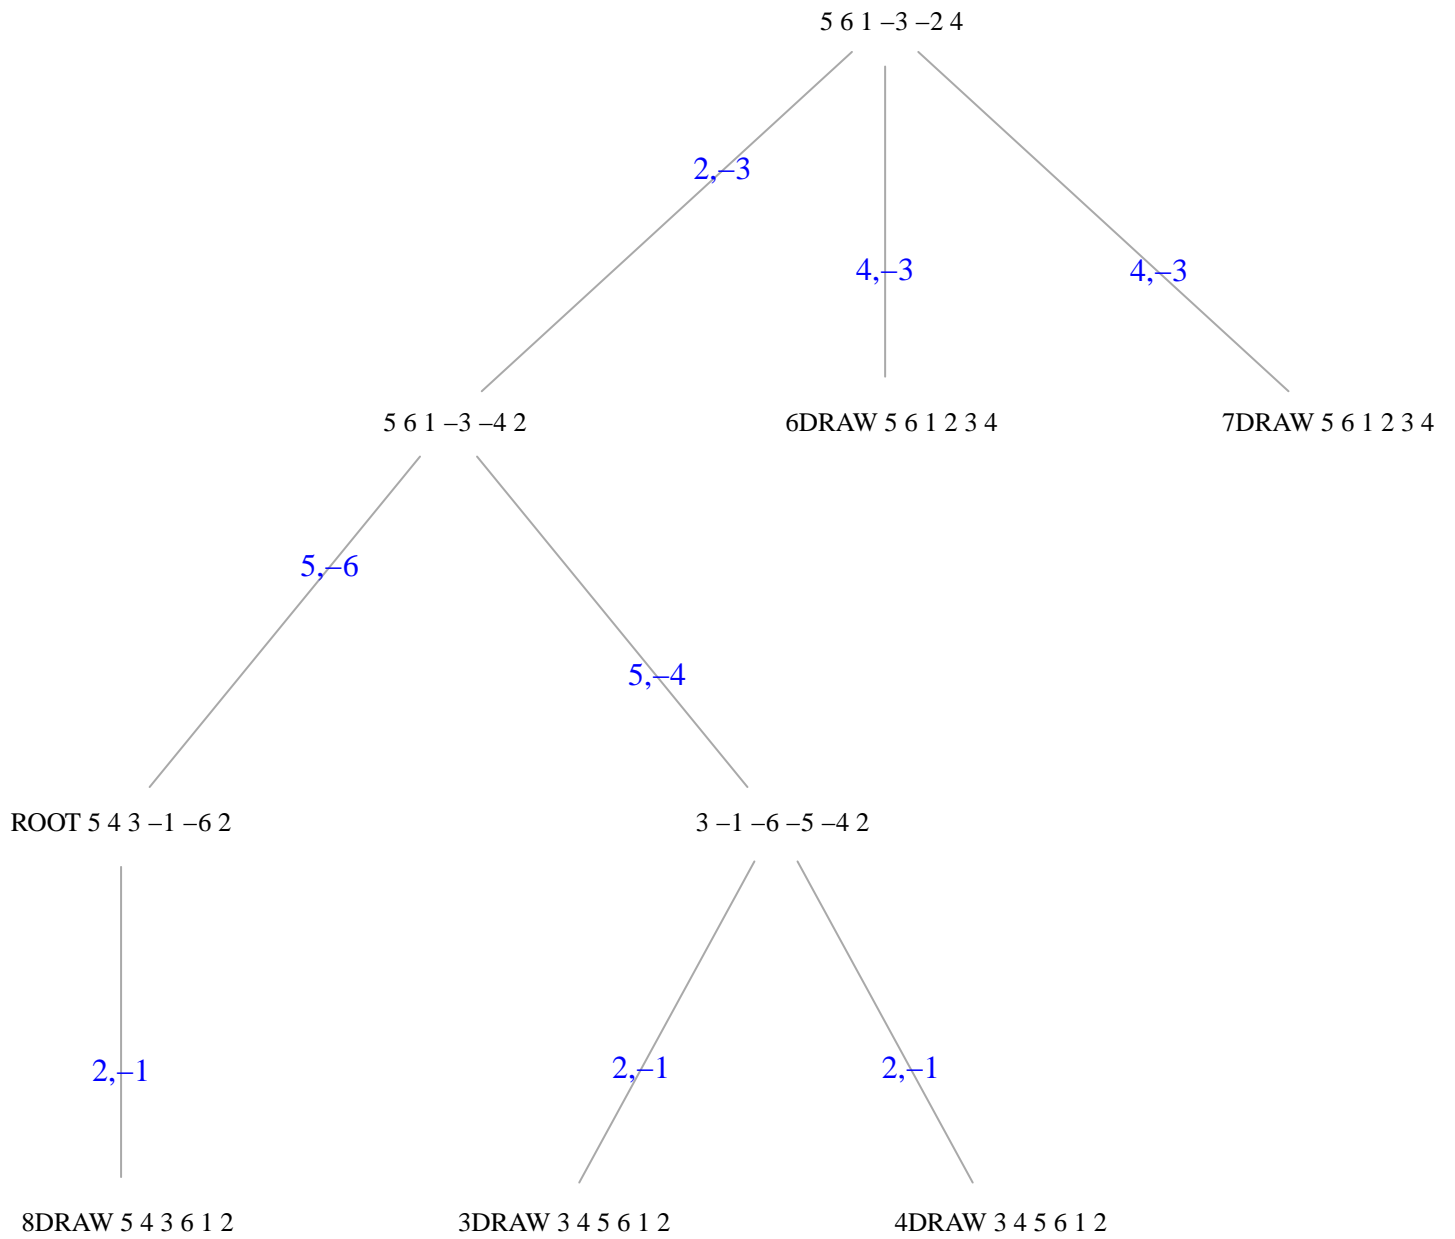 5 6 1 –3 –2 4
2,–3
4,–3
4,–3
5 6 1 –3 –4 2
6DRAW 5 6 1 2 3 4
7DRAW 5 6 1 2 3 4
5,–6
5,–4
ROOT 5 4 3 –1 –6 2
3 –1 –6 –5 –4 2
2,–1
2,–1
2,–1
8DRAW 5 4 3 6 1 2
3DRAW 3 4 5 6 1 2
4DRAW 3 4 5 6 1 2